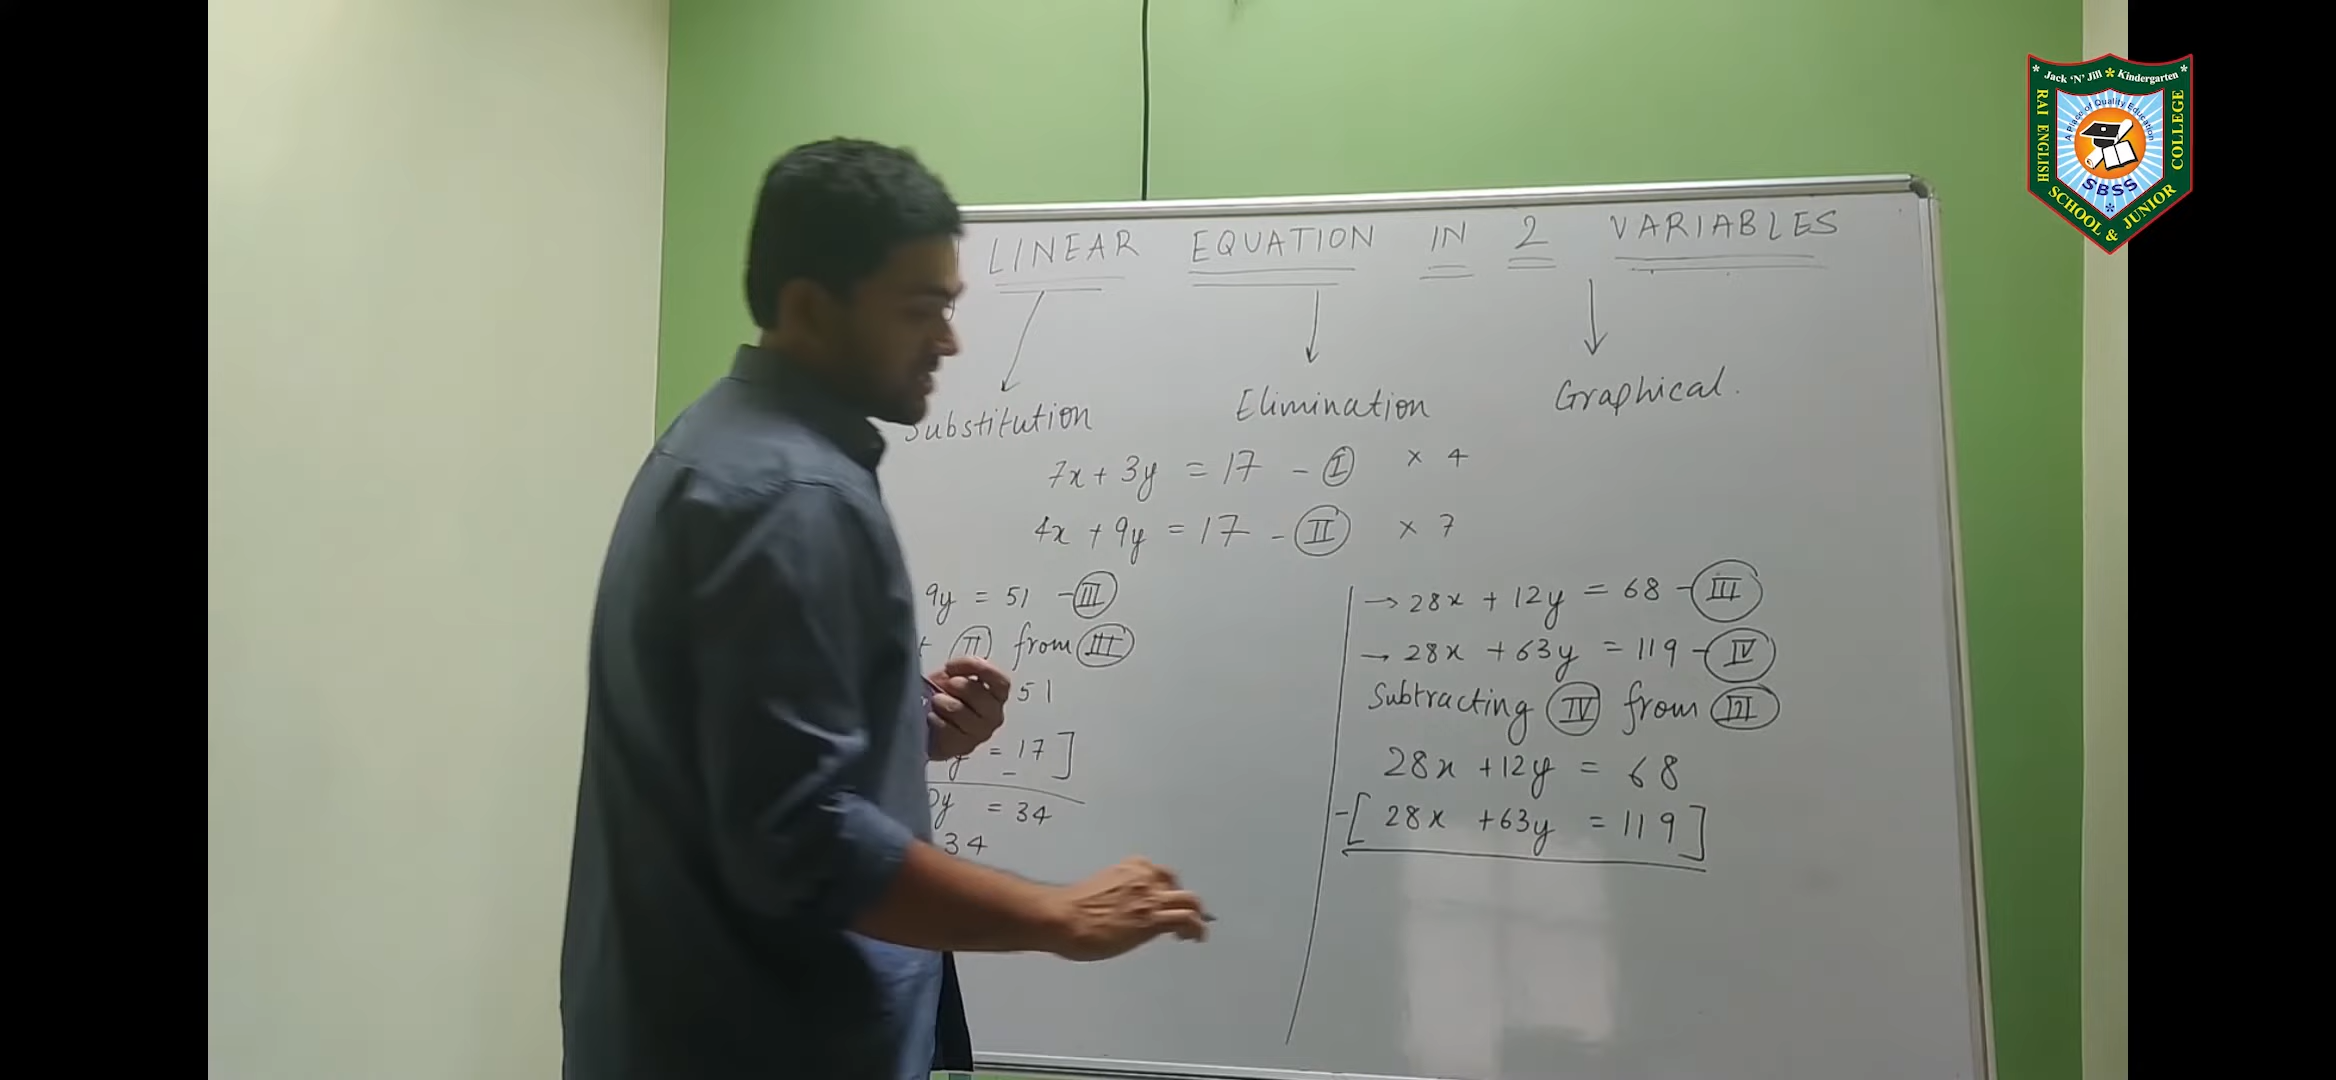 Jack 'N' Jill * Kindergarten
RAI ENGLISH SCHOOL & JUNIOR COLLEGE
A Place of Quality Education
SBSS
LINEAR EQUATION IN 2 VARIABLES
Substitution Elimination Graphical.
7x + 3y = 17 - I × 4
4x + 9y = 17 - II × 7
9y = 51 - III
II from III
51
= 17 ]
y = 34
34
→ 28x + 12y = 68 - III
→ 28x + 63y = 119 - IV
Subtracting IV from III
28x + 12y = 68
- [ 28x + 63y = 119 ]